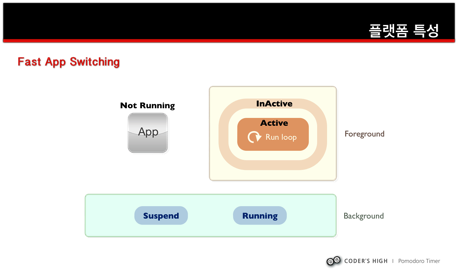 플랫폼 특성
Fast App Switching
Not Running
App
InActive
Active
Run loop
Foreground
Suspend
Running
Background
CODER'S HIGH | Pomodoro Timer